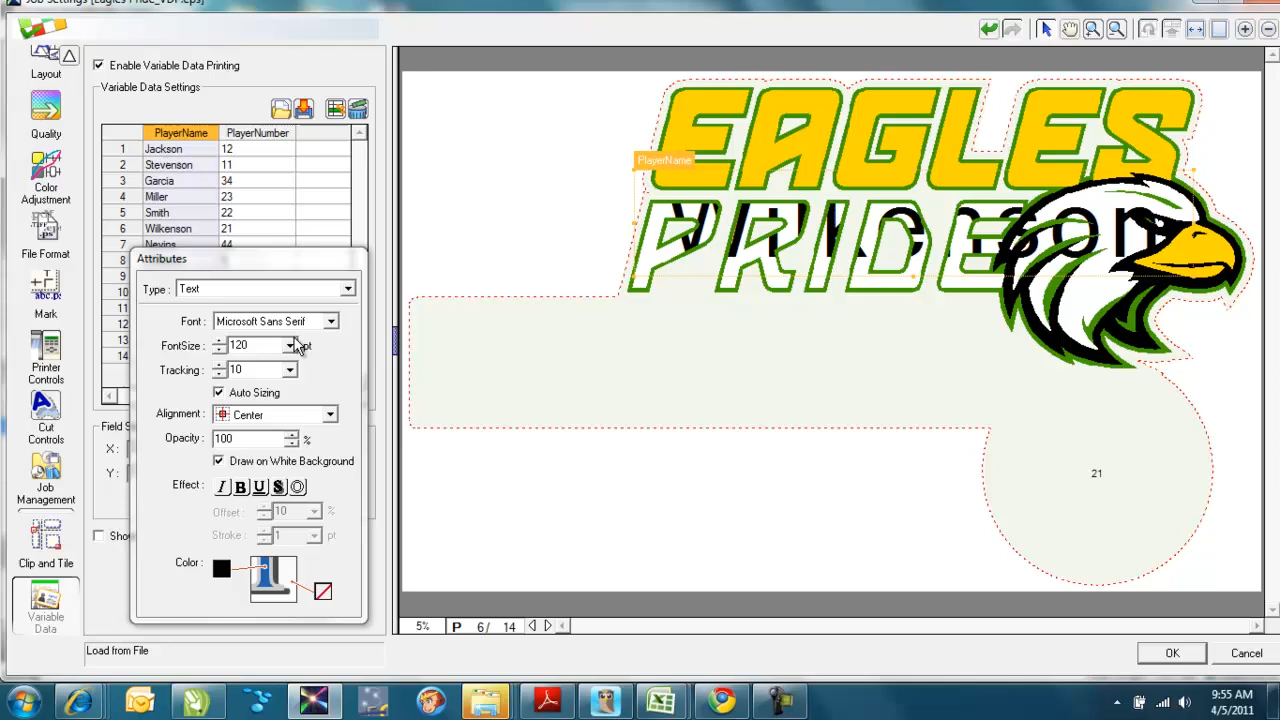 Job Settings [Eagles Pride_VDP.eps]
Layout
Quality
Color
Adjustment
File Format
Mark
Printer
Controls
Cut
Controls
Job
Management
Clip and Tile
Variable
Data
Enable Variable Data Printing
Variable Data Settings
PlayerName PlayerNumber
1 Jackson 12
2 Stevenson 11
3 Garcia 34
4 Miller 23
5 Smith 22
6 Wilkenson 21
7 Nevins 44
8
9
10
11
12
13
14
Field S
X:
Y:
Sho
Attributes
Type : Text
Font : Microsoft Sans Serif
FontSize : 120 pt
Tracking : 10
Auto Sizing
Alignment : Center
Opacity : 100 %
Draw on White Background
Effect : I B U S O
Offset : 10 %
Stroke : 1 pt
Color :
Load from File
EAGLES
PlayerName
PRIDE
Wilkenson
21
5% P 6/ 14
OK Cancel
9:55 AM
4/5/2011